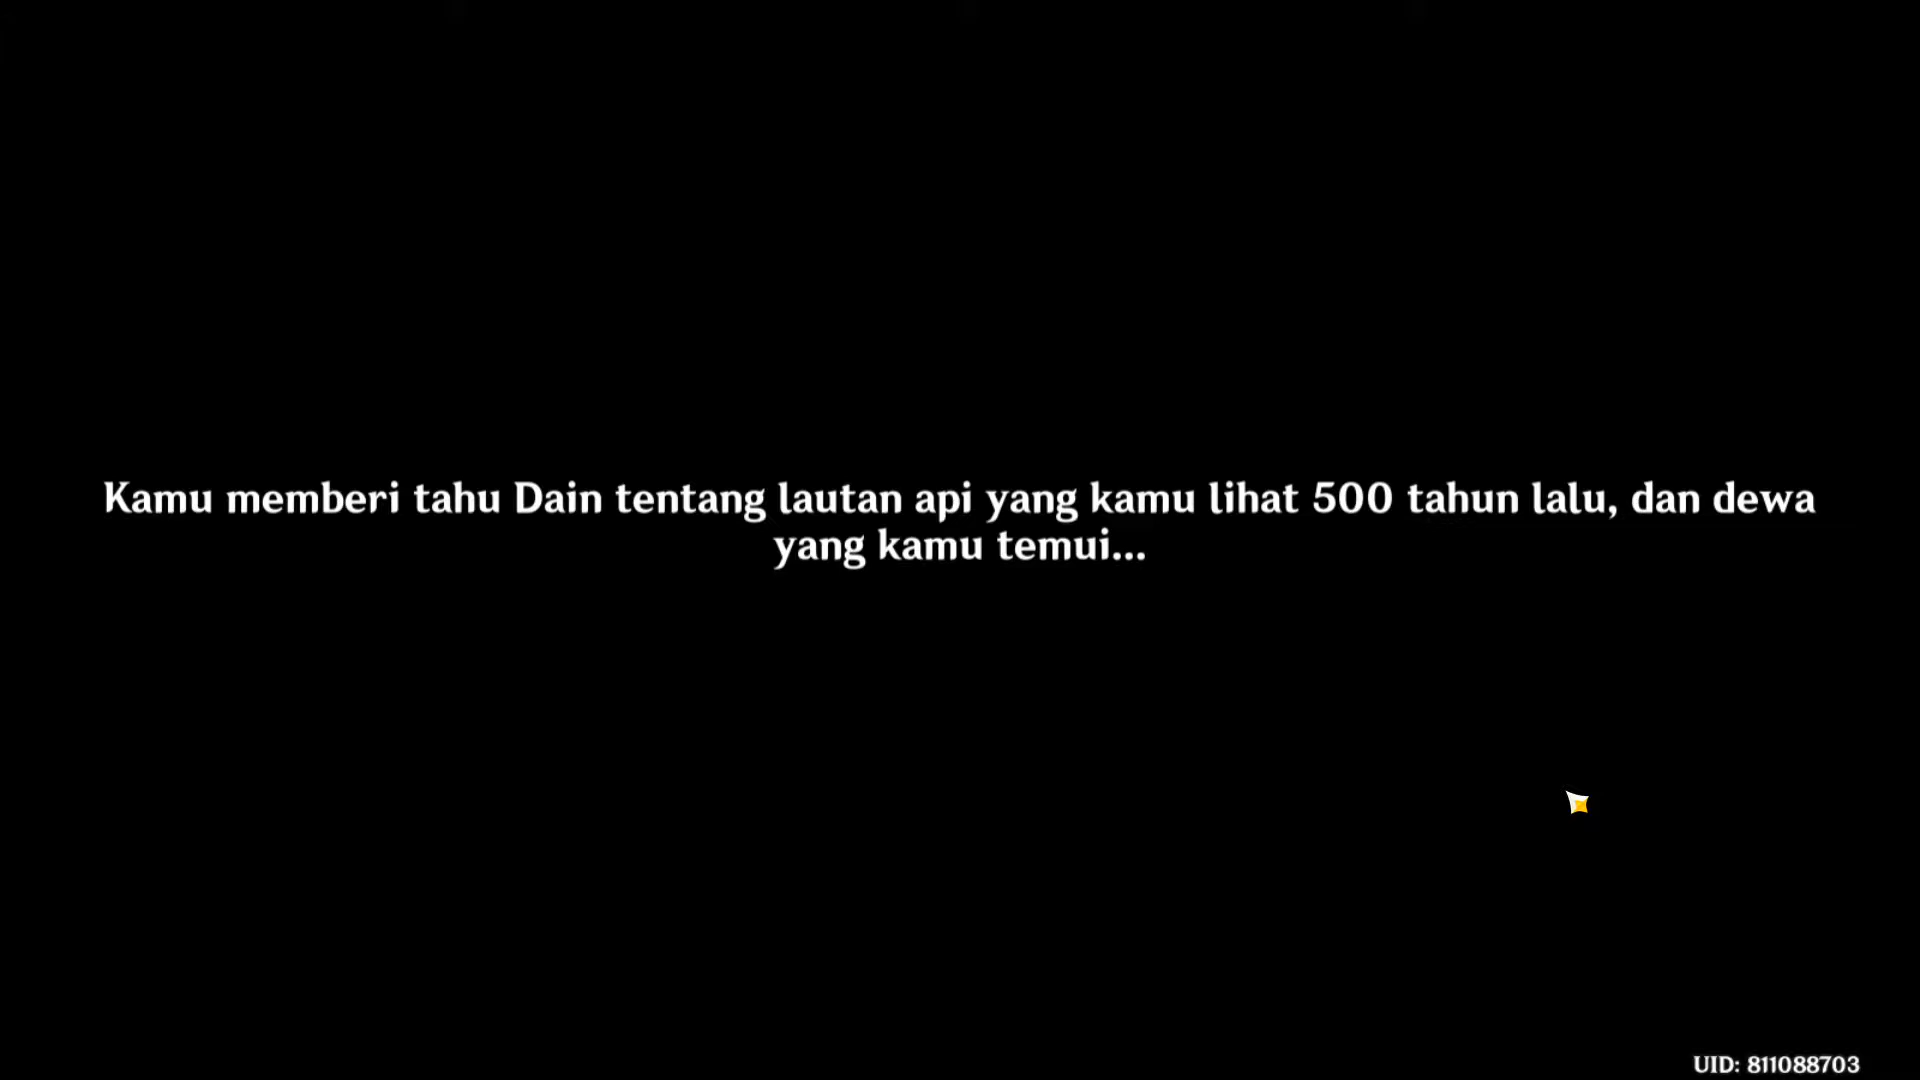 Kamu memberi tahu Dain tentang lautan api yang kamu lihat 500 tahun lalu, dan dewa
yang kamu temui...
UID: 811088703